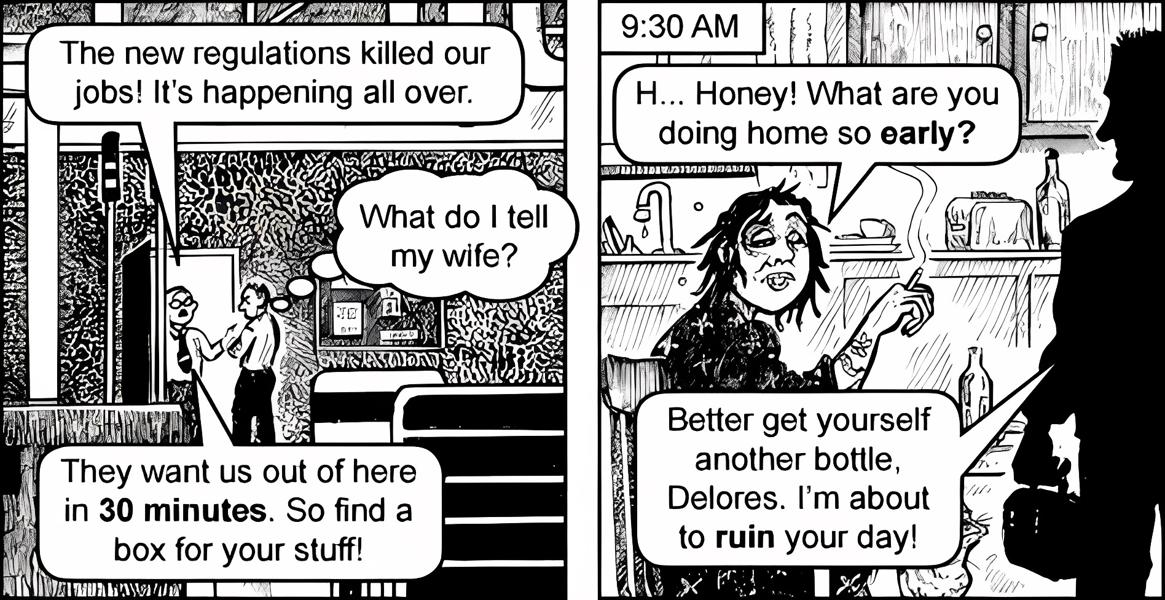 The new regulations killed our
jobs! It's happening all over.
What do I tell
my wife?
They want us out of here
in 30 minutes. So find a
box for your stuff!
9:30 AM
H... Honey! What are you
doing home so early?
Better get yourself
another bottle,
Delores. I'm about
to ruin your day!